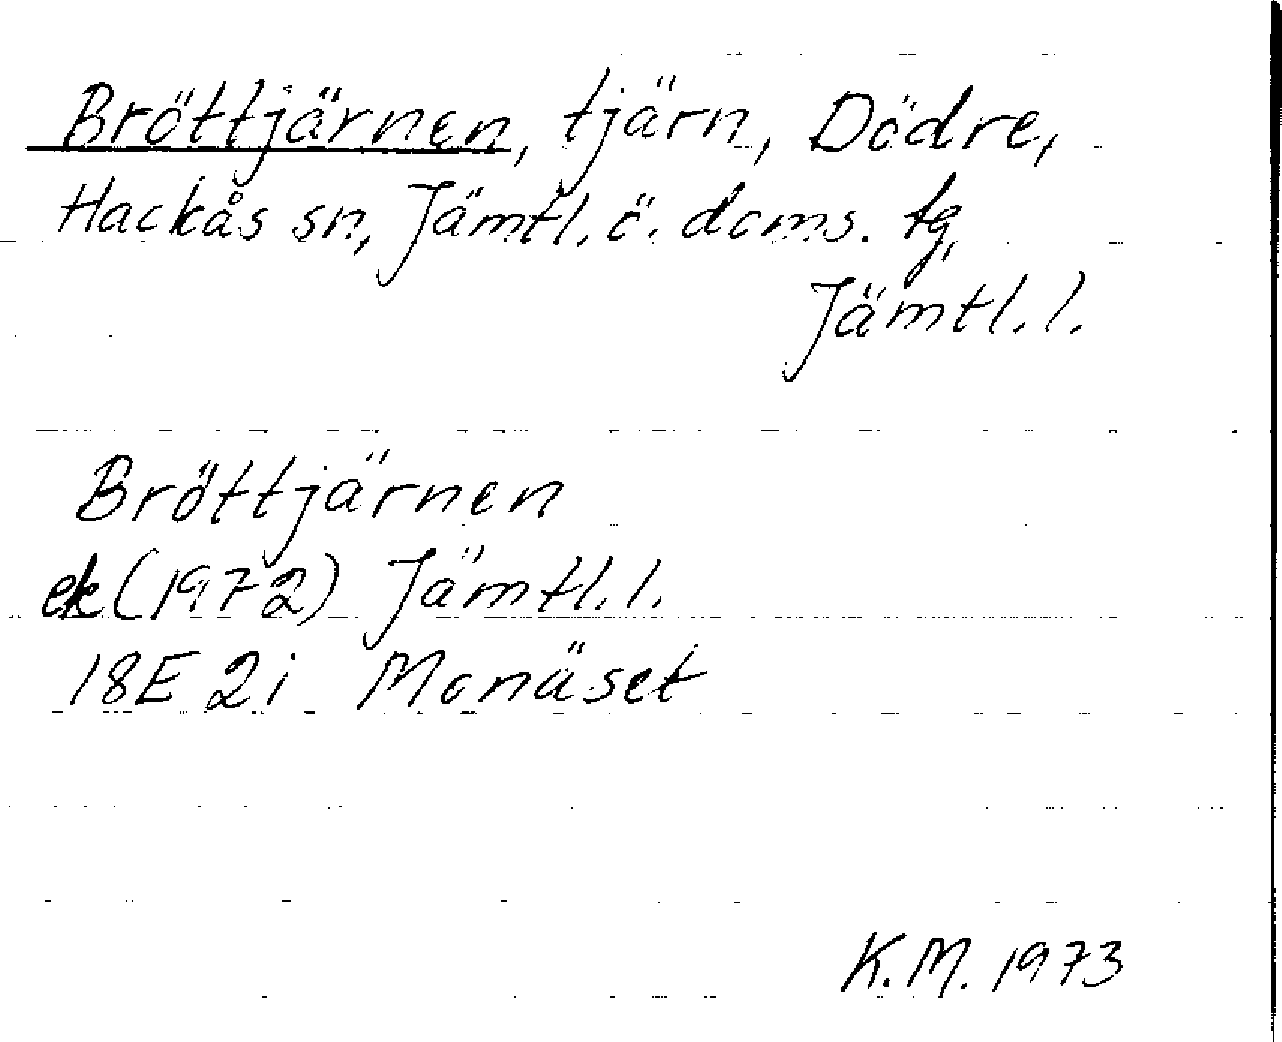 Bröttjärnen, tjärn, Dödre,
Hackås sn, Jämtl. ö. doms. tg,
Jämtl. l.
Bröttjärnen
ek (1972) Jämtl. l.
18E 2i Monäset
K.M. 1973